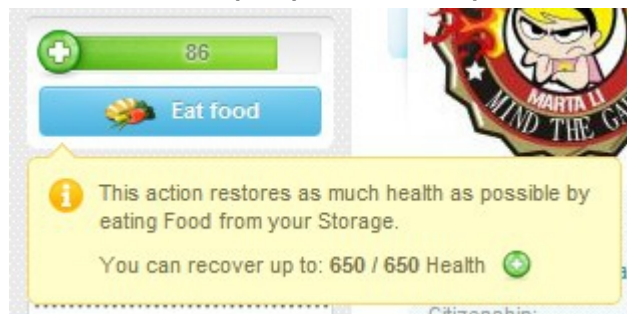 86
Eat food
MARTA LI
MIND THE GA
This action restores as much health as possible by
eating Food from your Storage.
You can recover up to: 650 / 650 Health